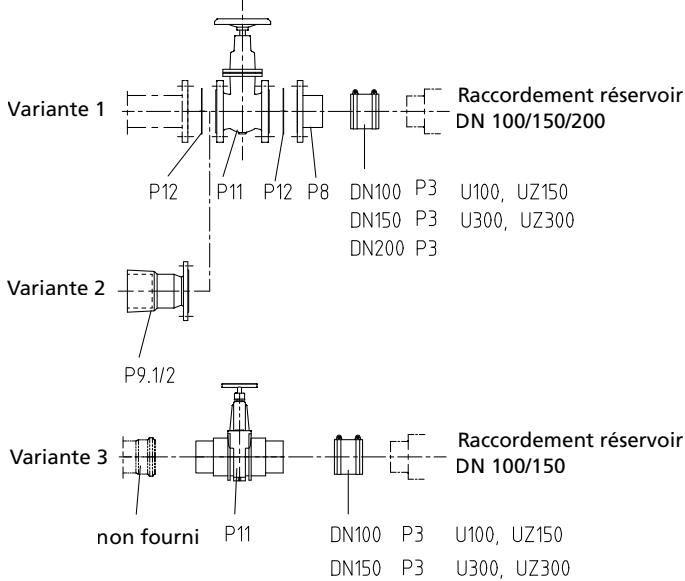 Variante 1
Raccordement réservoir
DN 100/150/200
P12 P11 P12 P8 DN100 P3 U100, UZ150
DN150 P3 U300, UZ300
DN200 P3
Variante 2
P9.1/2
Variante 3
Raccordement réservoir
DN 100/150
non fourni P11 DN100 P3 U100, UZ150
DN150 P3 U300, UZ300